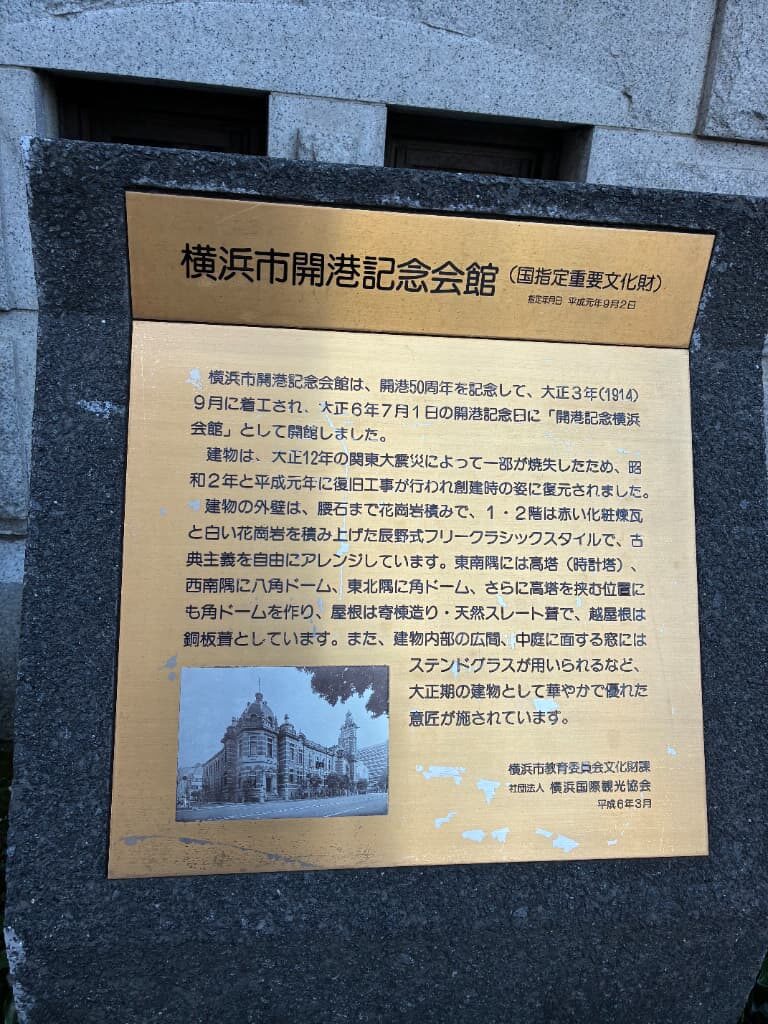 横浜市開港記念会館（国指定重要文化財）
指定年月日 平成元年9月2日
横浜市開港記念会館は、開港50周年を記念して、大正3年(1914)
9月に着工され、大正6年7月1日の開港記念日に「開港記念横浜
会館」として開館しました。
建物は、大正12年の関東大震災によって一部が焼失したため、昭
和2年と平成元年に復旧工事が行われ創建時の姿に復元されました。
建物の外壁は、腰石まで花崗岩積みで、1・2階は赤い化粧煉瓦
と白い花崗岩を積み上げた辰野式フリークラシックスタイルで、古
典主義を自由にアレンジしています。東南隅には高塔（時計塔）、
西南隅に八角ドーム、東北隅に角ドーム、さらに高塔を挟む位置に
も角ドームを作り、屋根は寄棟造り・天然スレート葺で、越屋根は
銅板葺としています。また、建物内部の広間、中庭に面する窓には
ステンドグラスが用いられるなど、
大正期の建物として華やかで優れた
意匠が施されています。
横浜市教育委員会文化財課
社団法人 横浜国際観光協会
平成6年3月